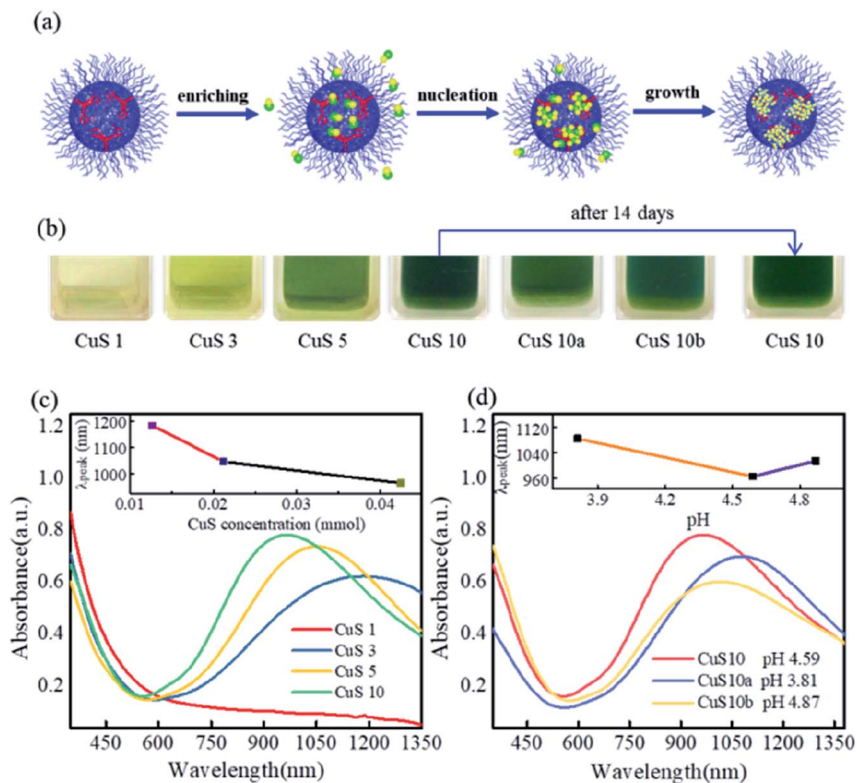 (a)
enriching nucleation growth
after 14 days
(b)
CuS 1 CuS 3 CuS 5 CuS 10 CuS 10a CuS 10b CuS 10
(c)
1.2
1.0
0.8
0.6
0.4
0.2
Absorbance(a.u.)
450 600 750 900 1050 1200 1350
Wavelength(nm)
λpeak (nm)
1200
1100
1000
0.01 0.02 0.03 0.04
CuS concentration (mmol)
CuS 1
CuS 3
CuS 5
CuS 10
(d)
1.2
1.0
0.8
0.6
0.4
0.2
Absorbance(a.u.)
450 600 750 900 1050 1200 1350
Wavelength(nm)
λpeak(nm)
1120
1040
960
3.9 4.2 4.5 4.8
pH
CuS10 pH 4.59
CuS10a pH 3.81
CuS10b pH 4.87